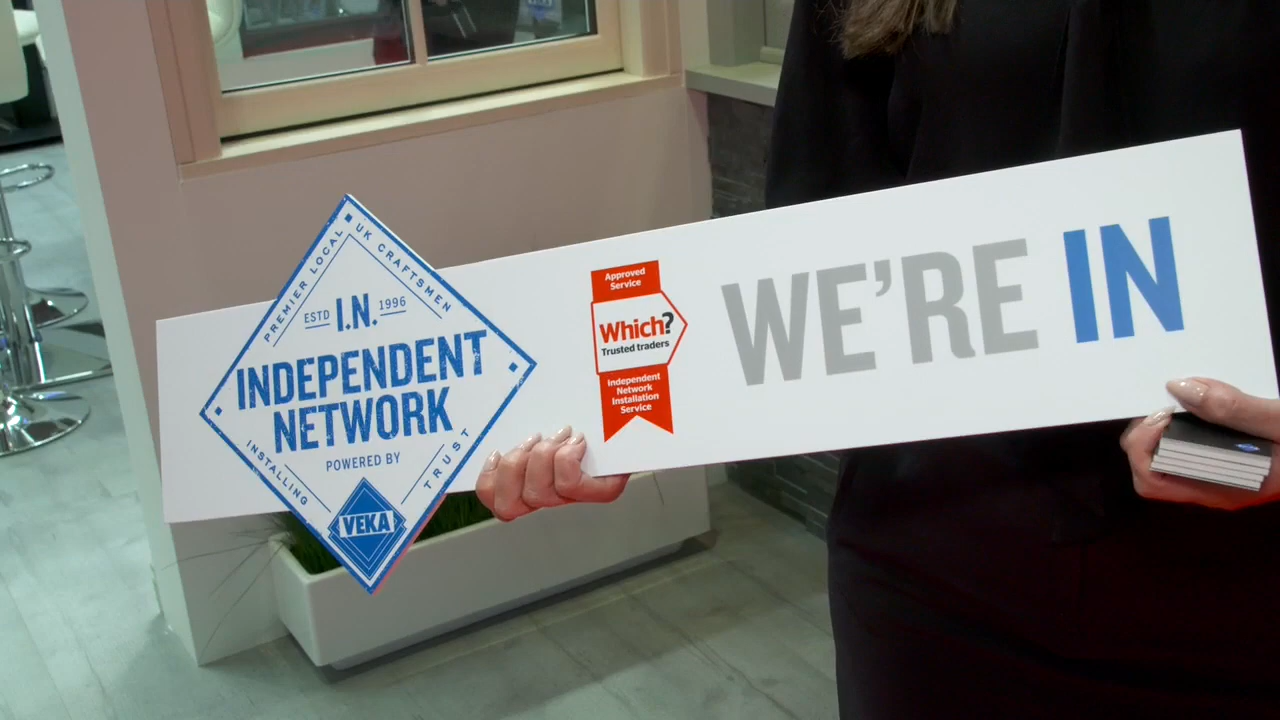 PREMIER LOCAL
UK CRAFTSMEN
ESTD I.N. 1996
INDEPENDENT
NETWORK
POWERED BY
INSTALLING
TRUST
VEKA
Approved
Service
Which?
Trusted traders
Independent
Network
Installation
Service
WE'RE IN